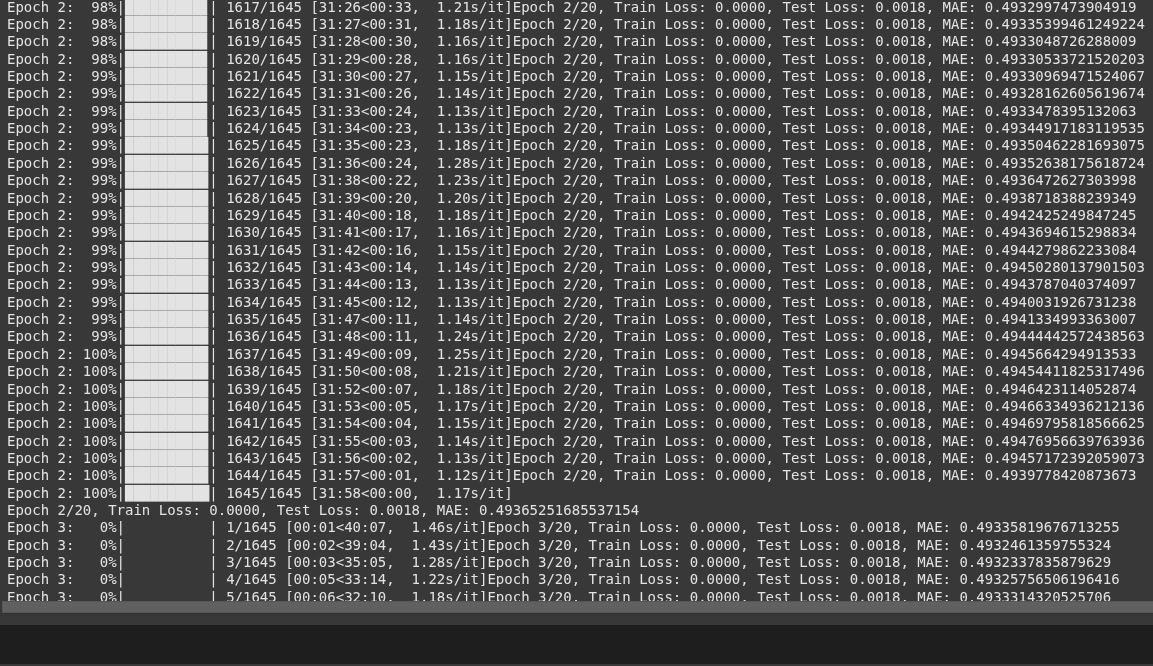 Epoch 2:  98%|██████████| 1617/1645 [31:26<00:33,  1.21s/it]Epoch 2/20, Train Loss: 0.0000, Test Loss: 0.0018, MAE: 0.4932997473904919
Epoch 2:  98%|██████████| 1618/1645 [31:27<00:31,  1.18s/it]Epoch 2/20, Train Loss: 0.0000, Test Loss: 0.0018, MAE: 0.49335399461249224
Epoch 2:  98%|██████████| 1619/1645 [31:28<00:30,  1.16s/it]Epoch 2/20, Train Loss: 0.0000, Test Loss: 0.0018, MAE: 0.4933048726288009
Epoch 2:  98%|██████████| 1620/1645 [31:29<00:28,  1.16s/it]Epoch 2/20, Train Loss: 0.0000, Test Loss: 0.0018, MAE: 0.49330533721520203
Epoch 2:  99%|██████████| 1621/1645 [31:30<00:27,  1.15s/it]Epoch 2/20, Train Loss: 0.0000, Test Loss: 0.0018, MAE: 0.49330969471524067
Epoch 2:  99%|██████████| 1622/1645 [31:31<00:26,  1.14s/it]Epoch 2/20, Train Loss: 0.0000, Test Loss: 0.0018, MAE: 0.49328162605619674
Epoch 2:  99%|██████████| 1623/1645 [31:33<00:24,  1.13s/it]Epoch 2/20, Train Loss: 0.0000, Test Loss: 0.0018, MAE: 0.4933478395132063
Epoch 2:  99%|██████████| 1624/1645 [31:34<00:23,  1.13s/it]Epoch 2/20, Train Loss: 0.0000, Test Loss: 0.0018, MAE: 0.49344917183119535
Epoch 2:  99%|██████████| 1625/1645 [31:35<00:23,  1.18s/it]Epoch 2/20, Train Loss: 0.0000, Test Loss: 0.0018, MAE: 0.49350462281693075
Epoch 2:  99%|██████████| 1626/1645 [31:36<00:24,  1.28s/it]Epoch 2/20, Train Loss: 0.0000, Test Loss: 0.0018, MAE: 0.49352638175618724
Epoch 2:  99%|██████████| 1627/1645 [31:38<00:22,  1.23s/it]Epoch 2/20, Train Loss: 0.0000, Test Loss: 0.0018, MAE: 0.4936472627303998
Epoch 2:  99%|██████████| 1628/1645 [31:39<00:20,  1.20s/it]Epoch 2/20, Train Loss: 0.0000, Test Loss: 0.0018, MAE: 0.4938718388239349
Epoch 2:  99%|██████████| 1629/1645 [31:40<00:18,  1.18s/it]Epoch 2/20, Train Loss: 0.0000, Test Loss: 0.0018, MAE: 0.4942425249847245
Epoch 2:  99%|██████████| 1630/1645 [31:41<00:17,  1.16s/it]Epoch 2/20, Train Loss: 0.0000, Test Loss: 0.0018, MAE: 0.4943694615298834
Epoch 2:  99%|██████████| 1631/1645 [31:42<00:16,  1.15s/it]Epoch 2/20, Train Loss: 0.0000, Test Loss: 0.0018, MAE: 0.4944279862233084
Epoch 2:  99%|██████████| 1632/1645 [31:43<00:14,  1.14s/it]Epoch 2/20, Train Loss: 0.0000, Test Loss: 0.0018, MAE: 0.49450280137901503
Epoch 2:  99%|██████████| 1633/1645 [31:44<00:13,  1.13s/it]Epoch 2/20, Train Loss: 0.0000, Test Loss: 0.0018, MAE: 0.4943787040374097
Epoch 2:  99%|██████████| 1634/1645 [31:45<00:12,  1.13s/it]Epoch 2/20, Train Loss: 0.0000, Test Loss: 0.0018, MAE: 0.4940031926731238
Epoch 2:  99%|██████████| 1635/1645 [31:47<00:11,  1.14s/it]Epoch 2/20, Train Loss: 0.0000, Test Loss: 0.0018, MAE: 0.4941334993363007
Epoch 2:  99%|██████████| 1636/1645 [31:48<00:11,  1.24s/it]Epoch 2/20, Train Loss: 0.0000, Test Loss: 0.0018, MAE: 0.49444442572438563
Epoch 2: 100%|██████████| 1637/1645 [31:49<00:09,  1.25s/it]Epoch 2/20, Train Loss: 0.0000, Test Loss: 0.0018, MAE: 0.4945664294913533
Epoch 2: 100%|██████████| 1638/1645 [31:50<00:08,  1.21s/it]Epoch 2/20, Train Loss: 0.0000, Test Loss: 0.0018, MAE: 0.49454411825317496
Epoch 2: 100%|██████████| 1639/1645 [31:52<00:07,  1.18s/it]Epoch 2/20, Train Loss: 0.0000, Test Loss: 0.0018, MAE: 0.4946423114052874
Epoch 2: 100%|██████████| 1640/1645 [31:53<00:05,  1.17s/it]Epoch 2/20, Train Loss: 0.0000, Test Loss: 0.0018, MAE: 0.49466334936212136
Epoch 2: 100%|██████████| 1641/1645 [31:54<00:04,  1.15s/it]Epoch 2/20, Train Loss: 0.0000, Test Loss: 0.0018, MAE: 0.49469795818566625
Epoch 2: 100%|██████████| 1642/1645 [31:55<00:03,  1.14s/it]Epoch 2/20, Train Loss: 0.0000, Test Loss: 0.0018, MAE: 0.49476956639763936
Epoch 2: 100%|██████████| 1643/1645 [31:56<00:02,  1.13s/it]Epoch 2/20, Train Loss: 0.0000, Test Loss: 0.0018, MAE: 0.49457172392059073
Epoch 2: 100%|██████████| 1644/1645 [31:57<00:01,  1.12s/it]Epoch 2/20, Train Loss: 0.0000, Test Loss: 0.0018, MAE: 0.4939778420873673
Epoch 2: 100%|██████████| 1645/1645 [31:58<00:00,  1.17s/it]
Epoch 2/20, Train Loss: 0.0000, Test Loss: 0.0018, MAE: 0.49365251685537154
Epoch 3:   0%|          | 1/1645 [00:01<40:07,  1.46s/it]Epoch 3/20, Train Loss: 0.0000, Test Loss: 0.0018, MAE: 0.49335819676713255
Epoch 3:   0%|          | 2/1645 [00:02<39:04,  1.43s/it]Epoch 3/20, Train Loss: 0.0000, Test Loss: 0.0018, MAE: 0.4932461359755324
Epoch 3:   0%|          | 3/1645 [00:03<35:05,  1.28s/it]Epoch 3/20, Train Loss: 0.0000, Test Loss: 0.0018, MAE: 0.4932337835879629
Epoch 3:   0%|          | 4/1645 [00:05<33:14,  1.22s/it]Epoch 3/20, Train Loss: 0.0000, Test Loss: 0.0018, MAE: 0.49325756506196416
Epoch 3:   0%|          | 5/1645 [00:06<32:10,  1.18s/it]Epoch 3/20, Train Loss: 0.0000, Test Loss: 0.0018, MAE: 0.4933314320525706